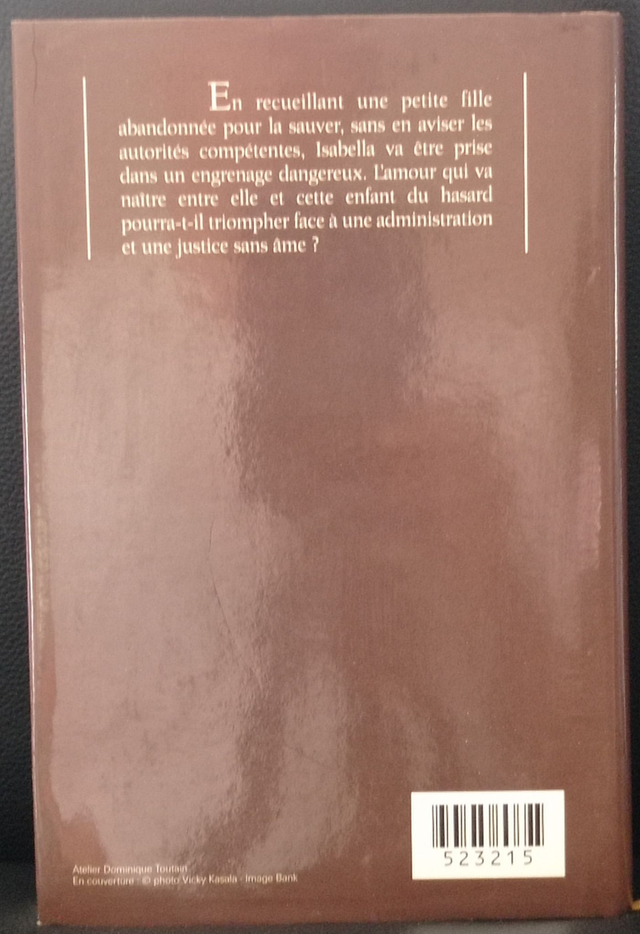 En recueillant une petite fille
abandonnée pour la sauver, sans en aviser les
autorités compétentes, Isabella va être prise
dans un engrenage dangereux. L'amour qui va
naître entre elle et cette enfant du hasard
pourra-t-il triompher face à une administration
et une justice sans âme ?
523215
Atelier Dominique Toutain
En couverture : © photo Vicky Kasala - Image Bank